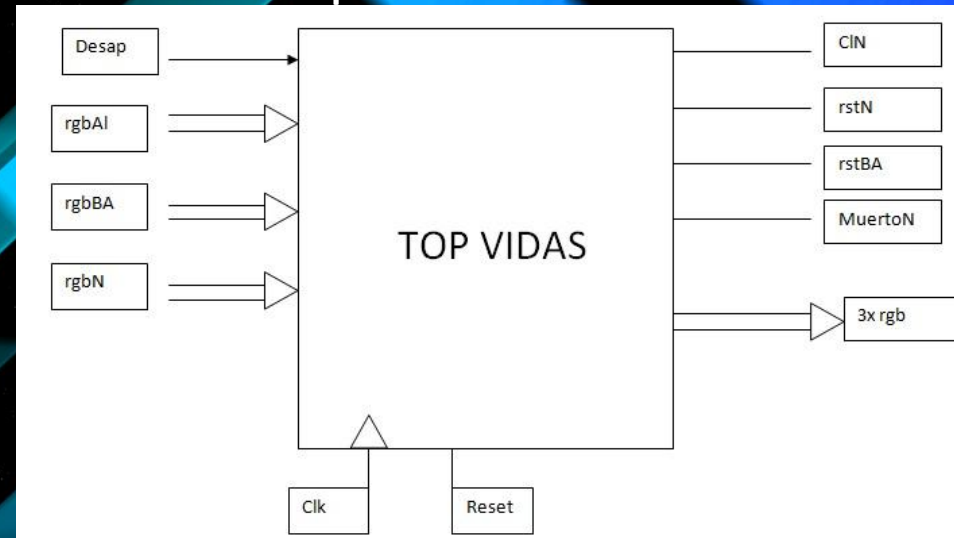 Desap
rgbAl
rgbBA
rgbN
TOP VIDAS
ClN
rstN
rstBA
MuertoN
3x rgb
Clk
Reset